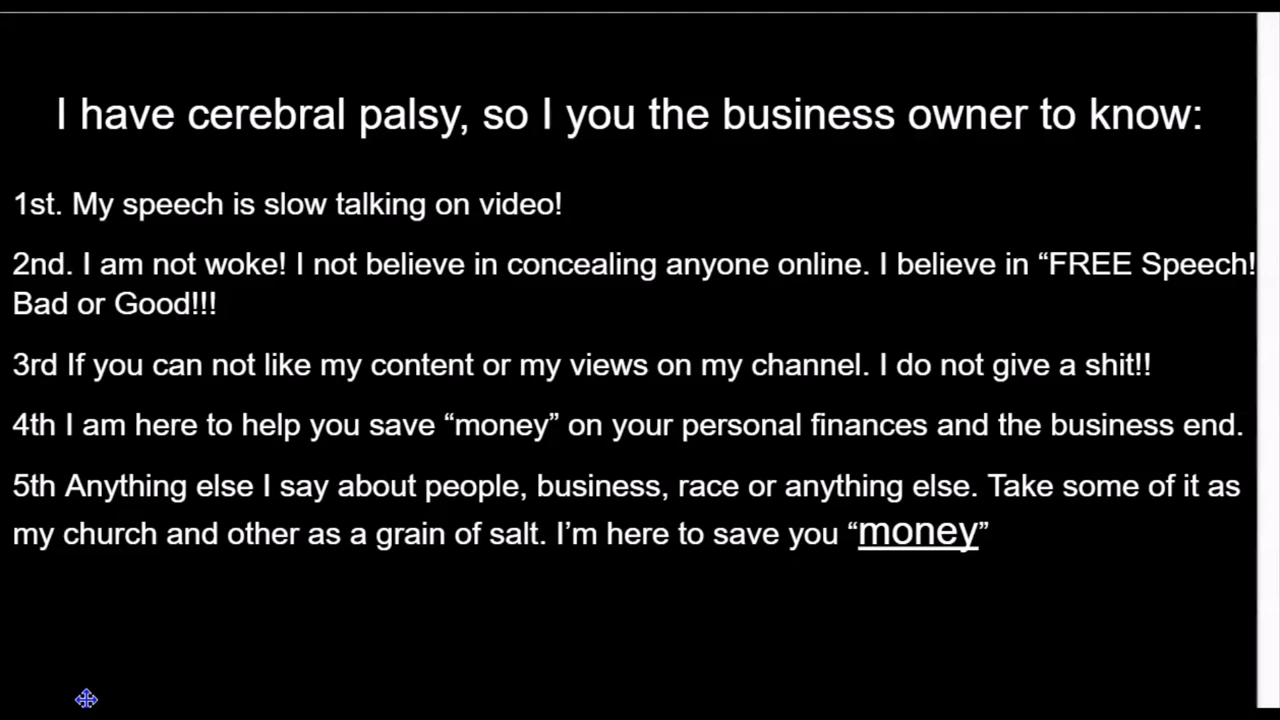 I have cerebral palsy, so I you the business owner to know:
1st. My speech is slow talking on video!
2nd. I am not woke! I not believe in concealing anyone online. I believe in “FREE Speech!
Bad or Good!!!
3rd If you can not like my content or my views on my channel. I do not give a shit!!
4th I am here to help you save “money” on your personal finances and the business end.
5th Anything else I say about people, business, race or anything else. Take some of it as
my church and other as a grain of salt. I’m here to save you “money”